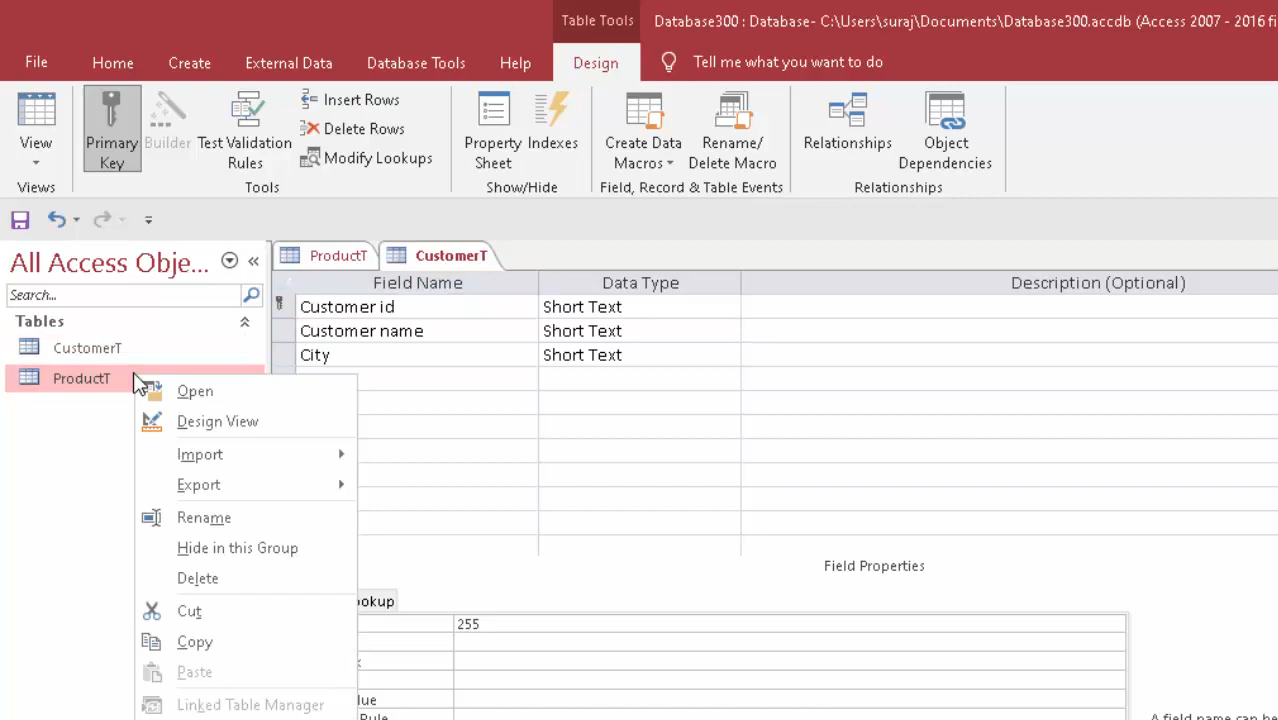 Table Tools
Database300 : Database- C:\Users\suraj\Documents\Database300.accdb (Access 2007 - 2016 fi
File
Home
Create
External Data
Database Tools
Help
Design
Tell me what you want to do
View
Views
Primary
Key
Builder
Test Validation
Rules
Insert Rows
Delete Rows
Modify Lookups
Tools
Property
Sheet
Indexes
Show/Hide
Create Data
Macros
Rename/
Delete Macro
Field, Record & Table Events
Relationships
Object
Dependencies
Relationships
All Access Obje...
Search...
Tables
CustomerT
ProductT
ProductT
CustomerT
Field Name
Data Type
Description (Optional)
Customer id
Short Text
Customer name
Short Text
City
Short Text
Open
Design View
Import
Export
Rename
Hide in this Group
Delete
Cut
Copy
Paste
Linked Table Manager
Field Properties
ookup
255
lue
Rule
A field name can be